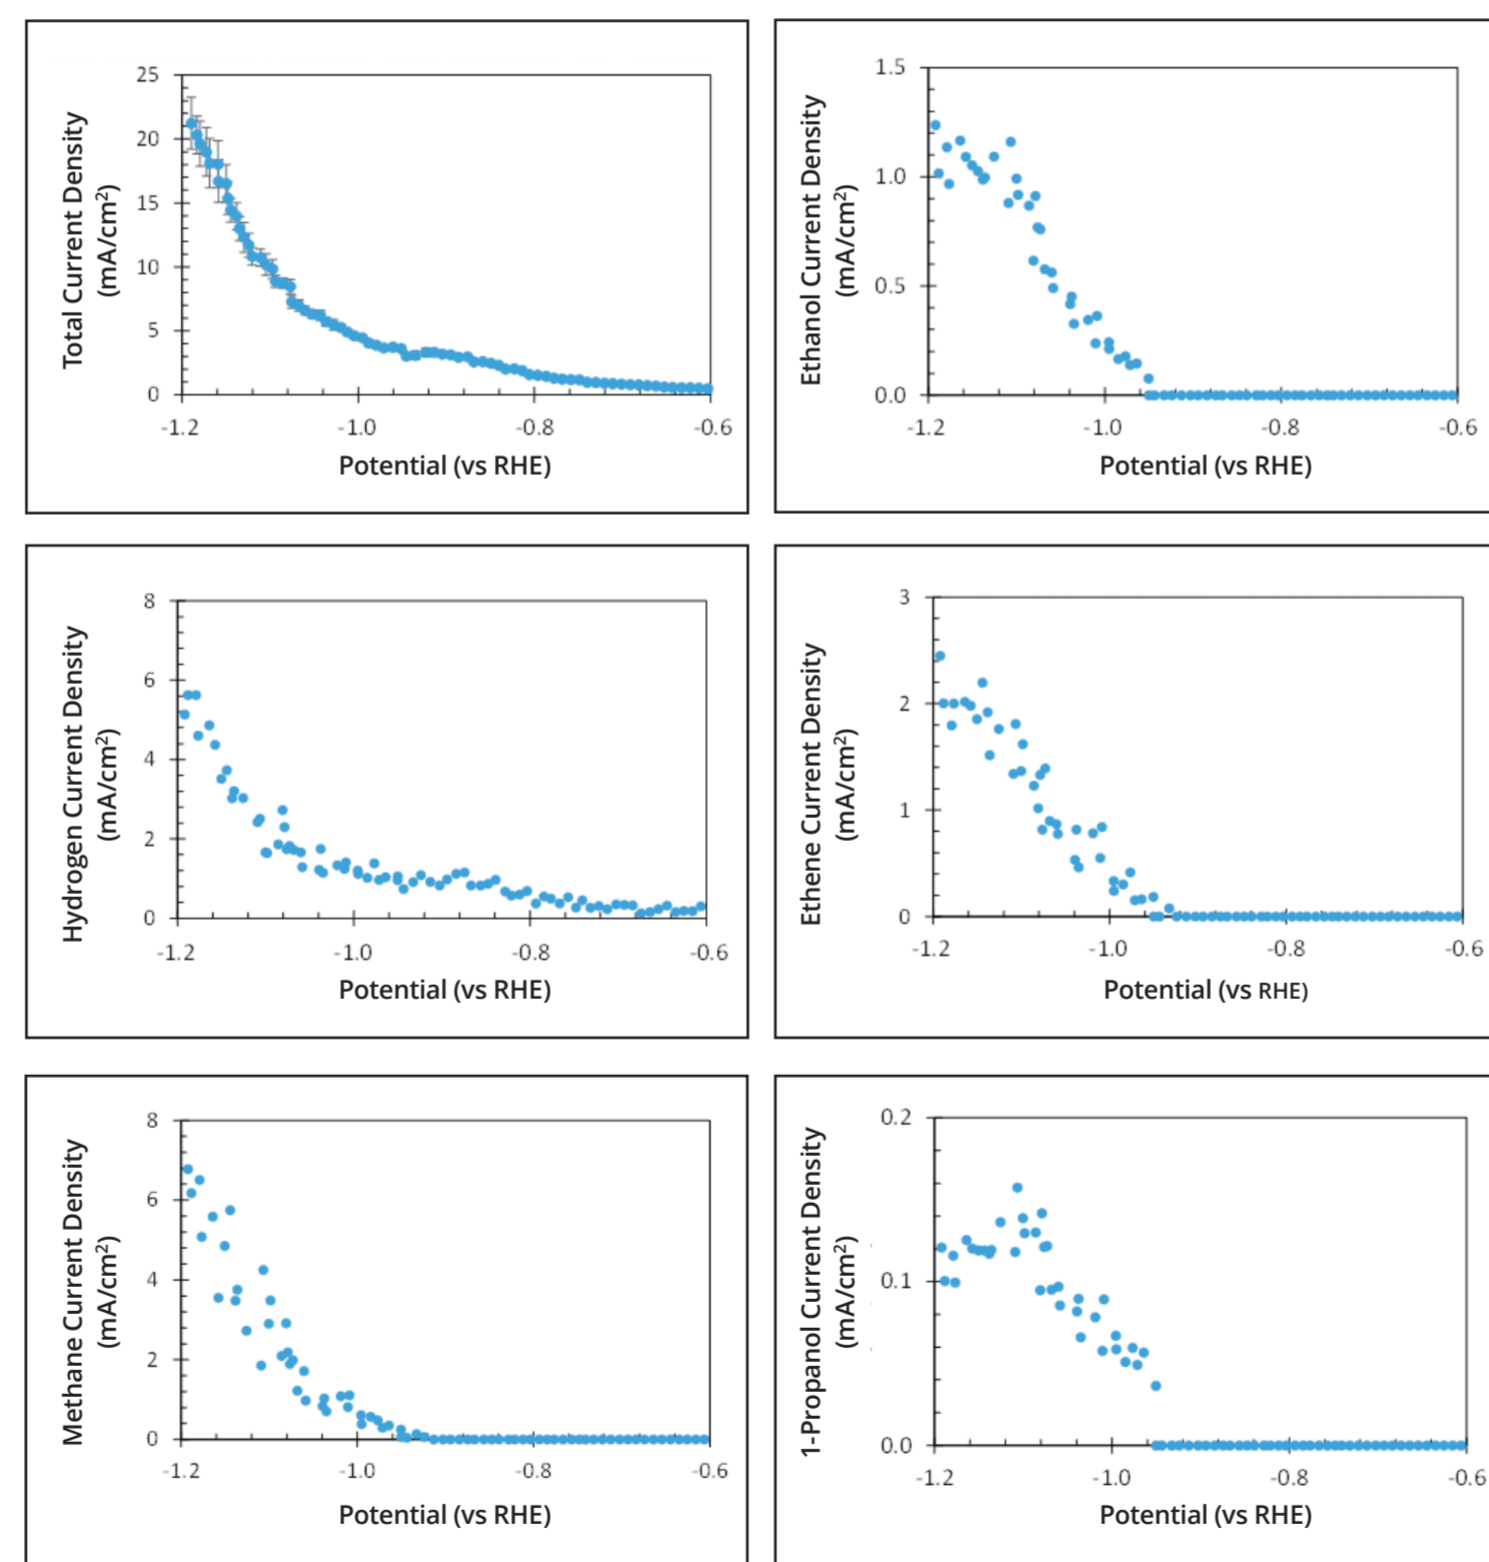 Total Current Density
(mA/cm²)
25
20
15
10
5
0
-1.2
-1.0
-0.8
-0.6
Potential (vs RHE)
Ethanol Current Density
(mA/cm²)
1.5
1.0
0.5
0.0
-1.2
-1.0
-0.8
-0.6
Potential (vs RHE)
Hydrogen Current Density
(mA/cm²)
8
6
4
2
0
-1.2
-1.0
-0.8
-0.6
Potential (vs RHE)
Ethene Current Density
(mA/cm²)
3
2
1
0
-1.2
-1.0
-0.8
-0.6
Potential (vs RHE)
Methane Current Density
(mA/cm²)
8
6
4
2
0
-1.2
-1.0
-0.8
-0.6
Potential (vs RHE)
1-Propanol Current Density
(mA/cm²)
0.2
0.1
0.0
-1.2
-1.0
-0.8
-0.6
Potential (vs RHE)